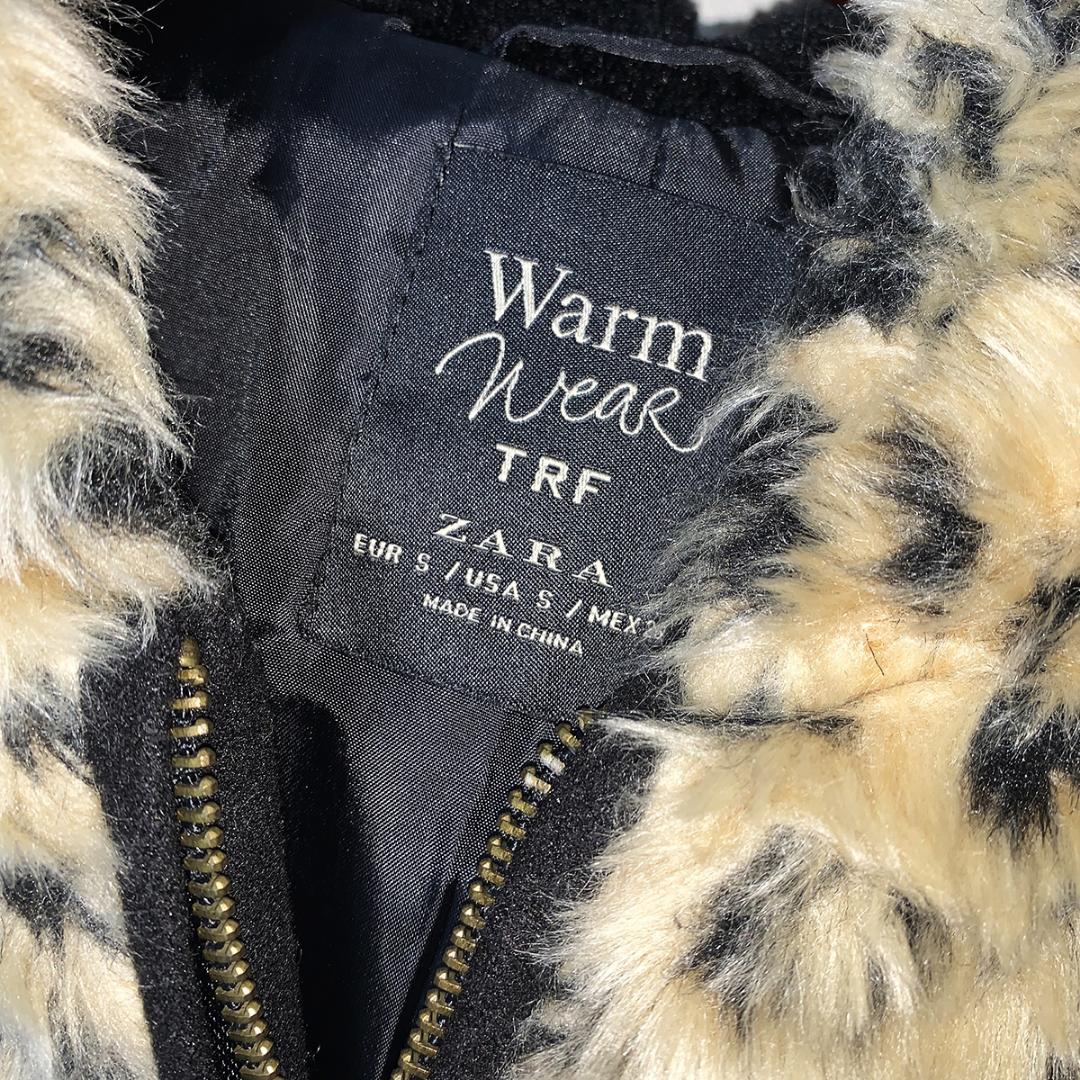 Warm
Wear
TRF
ZARA
EUR S / USA S / MEX
MADE IN CHINA